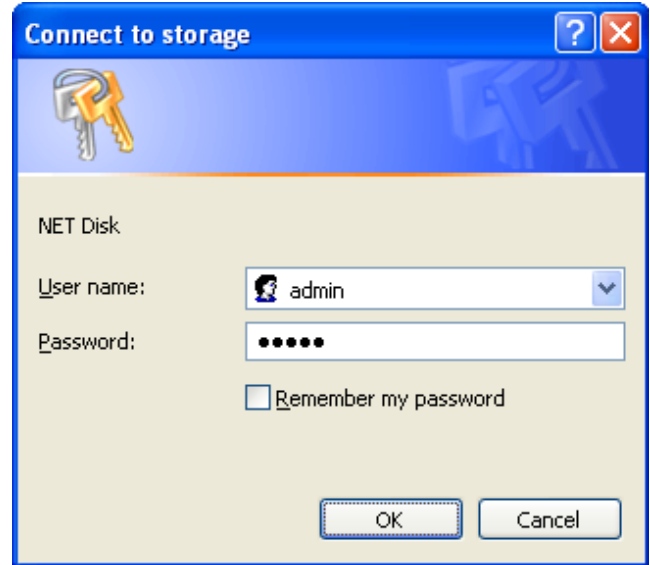 Connect to storage
NET Disk
User name: admin
Password: •••••
Remember my password
OK Cancel